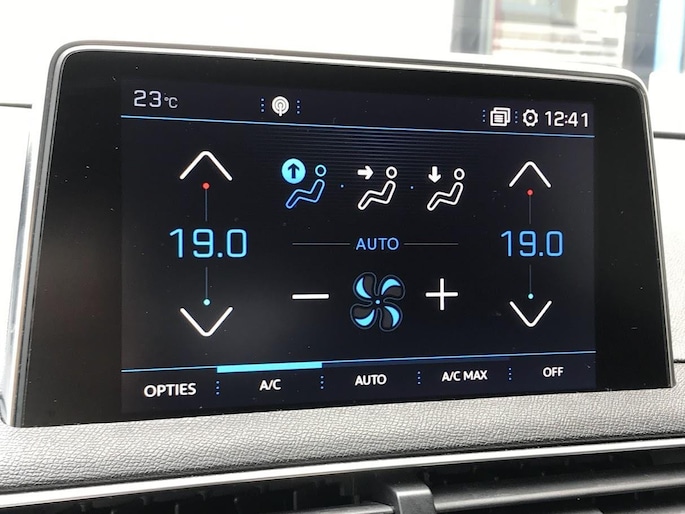 23°C 12:41
19.0 19.0
AUTO
OPTIES A/C AUTO A/C MAX OFF